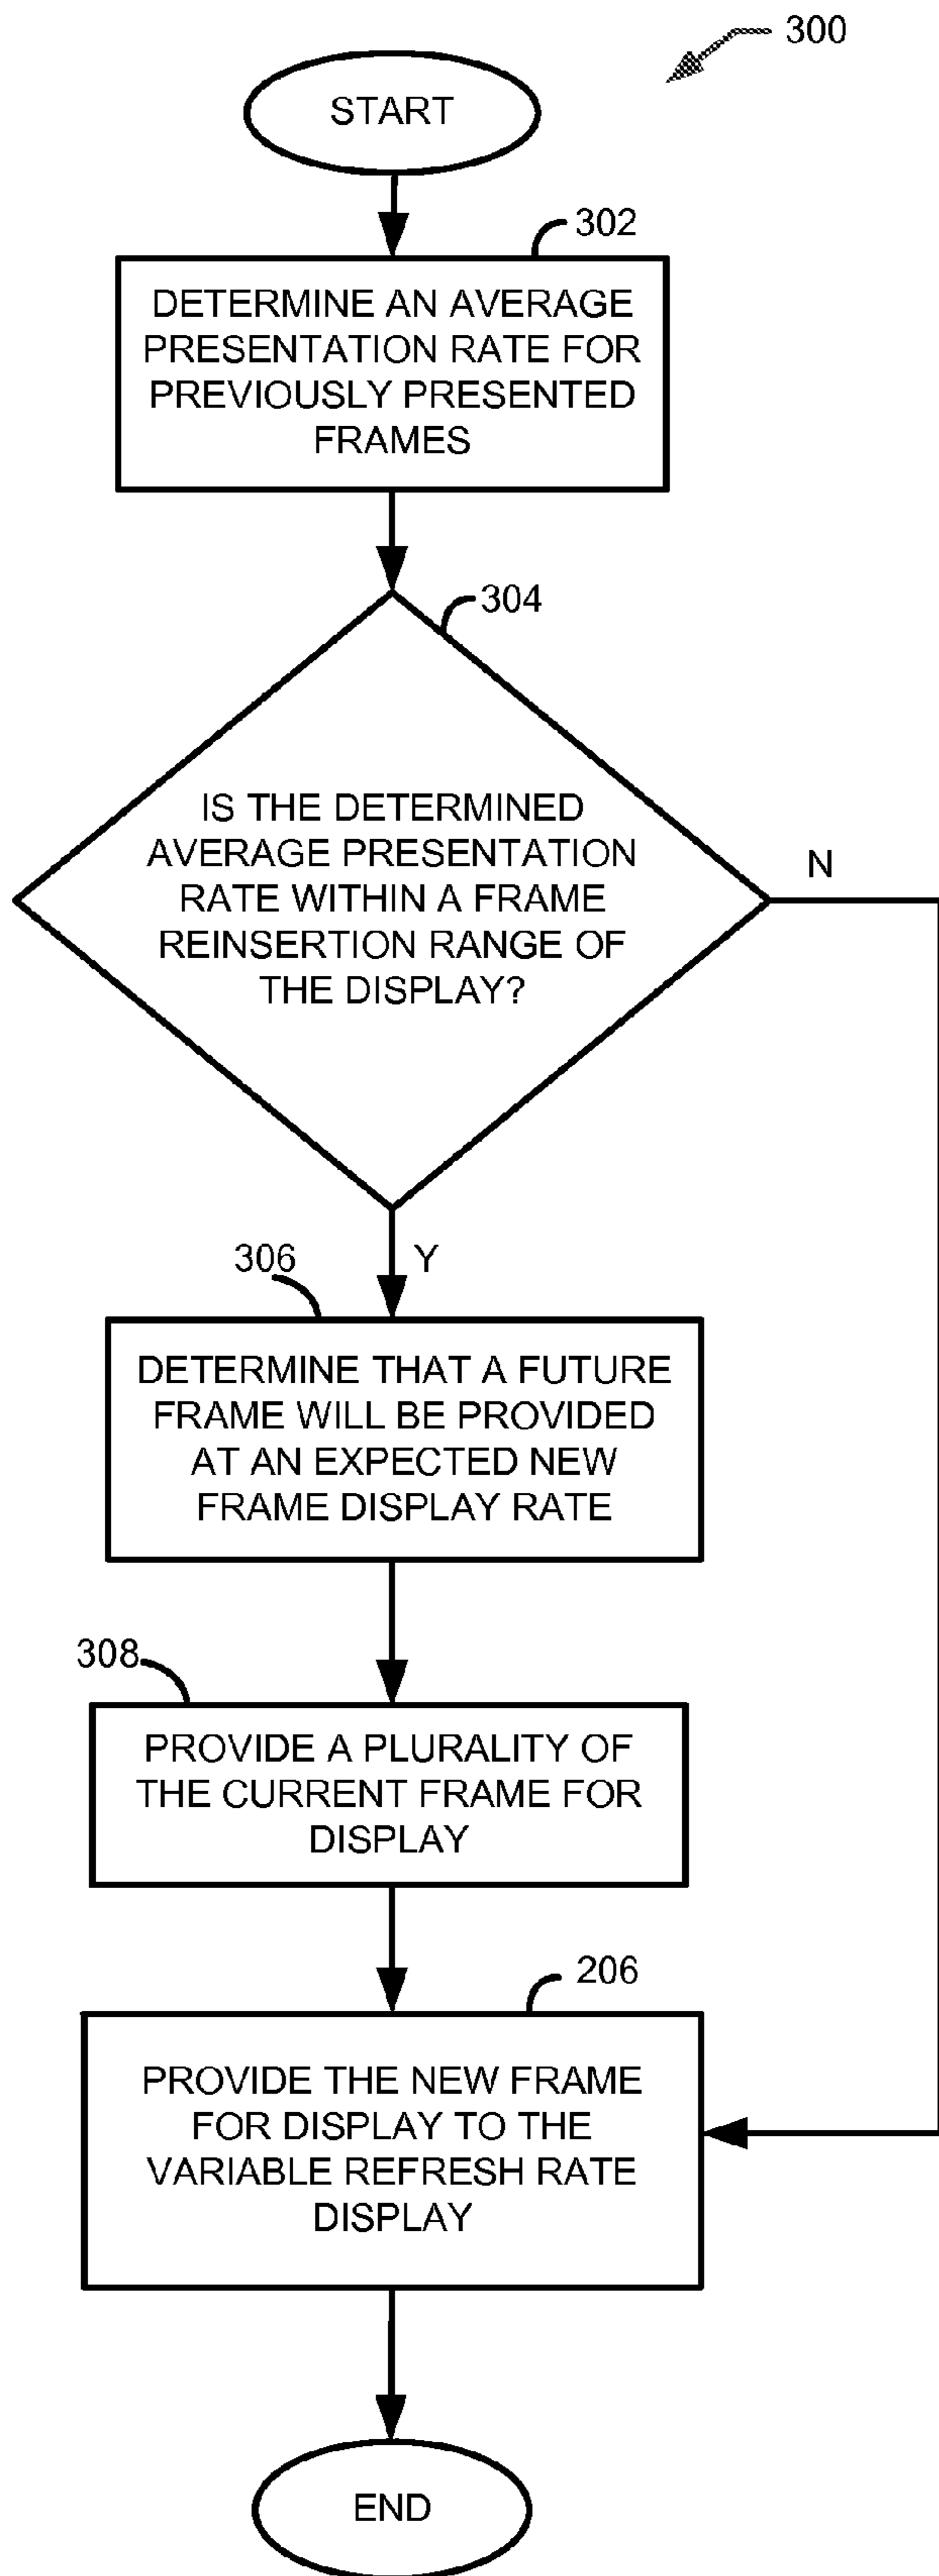 300
START
302
DETERMINE AN AVERAGE
PRESENTATION RATE FOR
PREVIOUSLY PRESENTED
FRAMES
304
IS THE DETERMINED
AVERAGE PRESENTATION
RATE WITHIN A FRAME
REINSERTION RANGE OF
THE DISPLAY?
N
Y
306
DETERMINE THAT A FUTURE
FRAME WILL BE PROVIDED
AT AN EXPECTED NEW
FRAME DISPLAY RATE
308
PROVIDE A PLURALITY OF
THE CURRENT FRAME FOR
DISPLAY
206
PROVIDE THE NEW FRAME
FOR DISPLAY TO THE
VARIABLE REFRESH RATE
DISPLAY
END